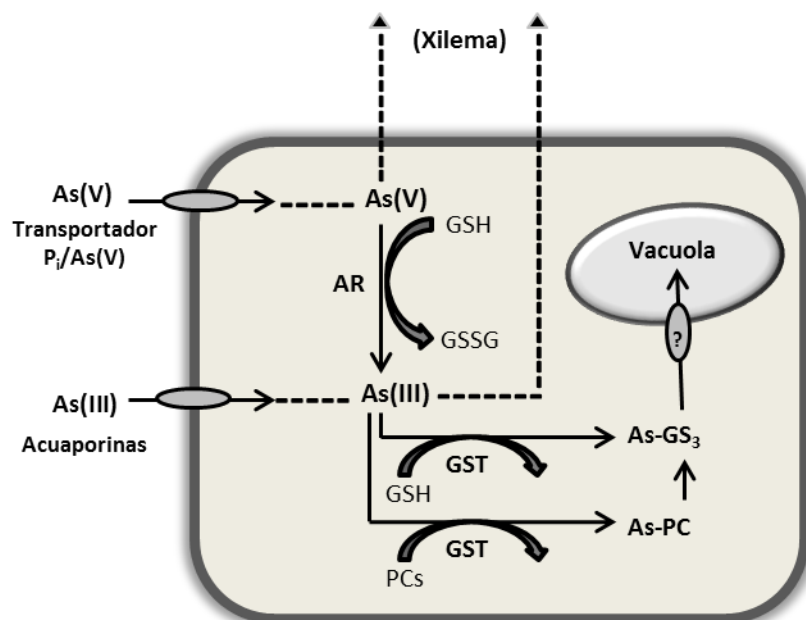 (Xilema)
As(V)
Transportador
Pi/As(V)
As(V)
GSH
AR
GSSG
Vacuola
?
As(III)
Acuaporinas
As(III)
GST
GSH
As-GS3
GST
PCs
As-PC